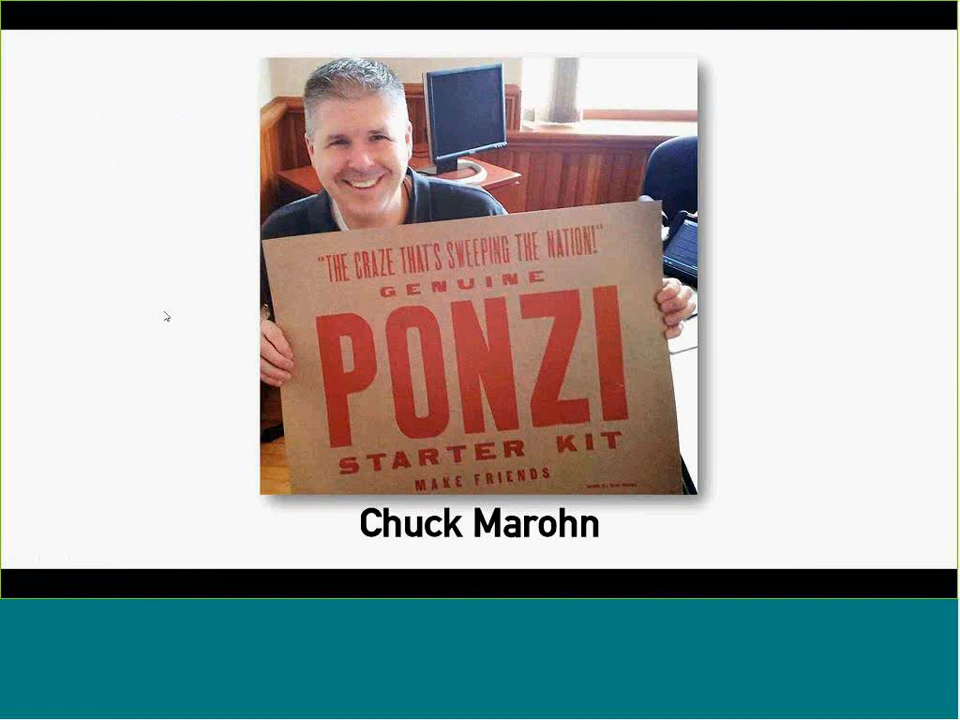 "THE CRAZE THAT'S SWEEPING THE NATION!"
GENUINE
PONZI
STARTER KIT
MAKE FRIENDS
Chuck Marohn